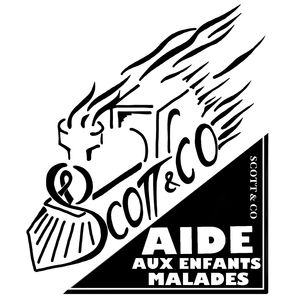 SCOTT & CO
SCOTT & CO
AIDE
AUX ENFANTS
MALADES